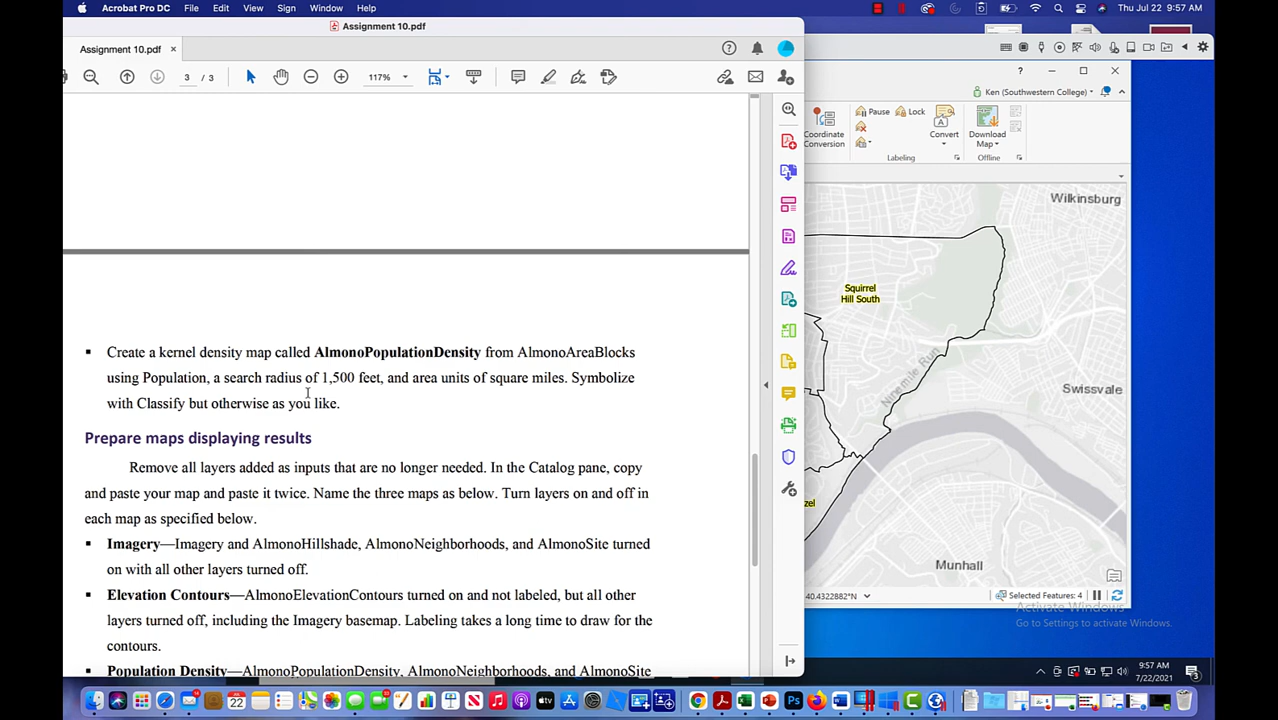 Acrobat Pro DC File Edit View Sign Window Help Thu Jul 22 9:57 AM
Assignment 10.pdf
Assignment 10.pdf ×
3 / 3 117%
Ken (Southwestern College)
Coordinate
Conversion
Pause Lock
Convert
Download
Map
Labeling
Offline
Wilkinsburg
Squirrel
Hill South
Ninemile Run
Swissvale
Munhall
zel
▪ Create a kernel density map called AlmonoPopulationDensity from AlmonoAreaBlocks
using Population, a search radius of 1,500 feet, and area units of square miles. Symbolize
with Classify but otherwise as you like.
Prepare maps displaying results
Remove all layers added as inputs that are no longer needed. In the Catalog pane, copy
and paste your map and paste it twice. Name the three maps as below. Turn layers on and off in
each map as specified below.
▪ Imagery—Imagery and AlmonoHillshade, AlmonoNeighborhoods, and AlmonoSite turned
on with all other layers turned off.
▪ Elevation Contours—AlmonoElevationContours turned on and not labeled, but all other
layers turned off, including the Imagery basemap. Labeling takes a long time to draw for the
contours.
▪ Population Density—AlmonoPopulationDensity, AlmonoNeighborhoods, and AlmonoSite
40.4322882°N
Selected Features: 4
Activate Windows
Go to Settings to activate Windows.
9:57 AM
7/22/2021
3
22